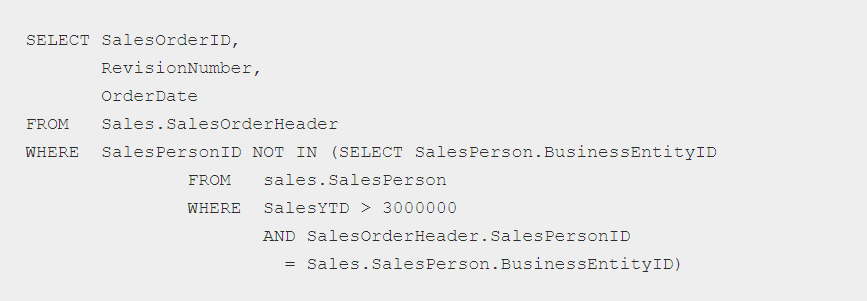 SELECT SalesOrderID,
RevisionNumber,
OrderDate
FROM Sales.SalesOrderHeader
WHERE SalesPersonID NOT IN (SELECT SalesPerson.BusinessEntityID
FROM sales.SalesPerson
WHERE SalesYTD > 3000000
AND SalesOrderHeader.SalesPersonID
= Sales.SalesPerson.BusinessEntityID)